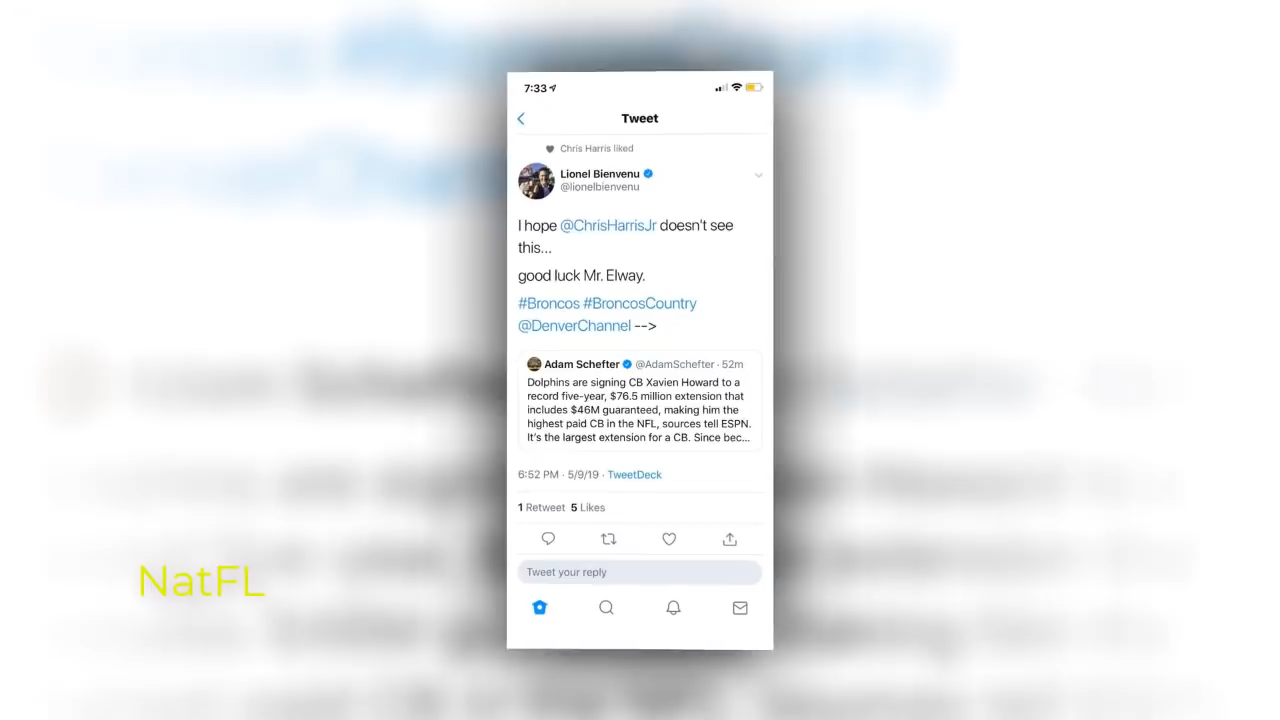 7:33
Tweet
Chris Harris liked
Lionel Bienvenu
@lionelbienvenu
I hope @ChrisHarrisJr doesn't see
this...
good luck Mr. Elway.
#Broncos #BroncosCountry
@DenverChannel -->
Adam Schefter @AdamSchefter · 52m
Dolphins are signing CB Xavien Howard to a
record five-year, $76.5 million extension that
includes $46M guaranteed, making him the
highest paid CB in the NFL, sources tell ESPN.
It's the largest extension for a CB. Since bec...
6:52 PM · 5/9/19 · TweetDeck
1 Retweet 5 Likes
Tweet your reply
NatFL